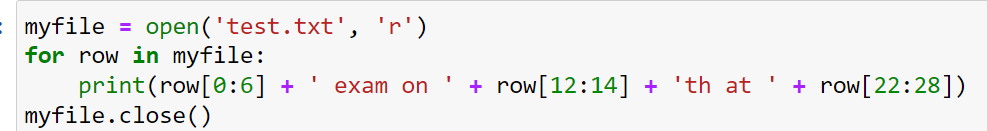 myfile = open('test.txt', 'r')
for row in myfile:
    print(row[0:6] + ' exam on ' + row[12:14] + 'th at ' + row[22:28])
myfile.close()